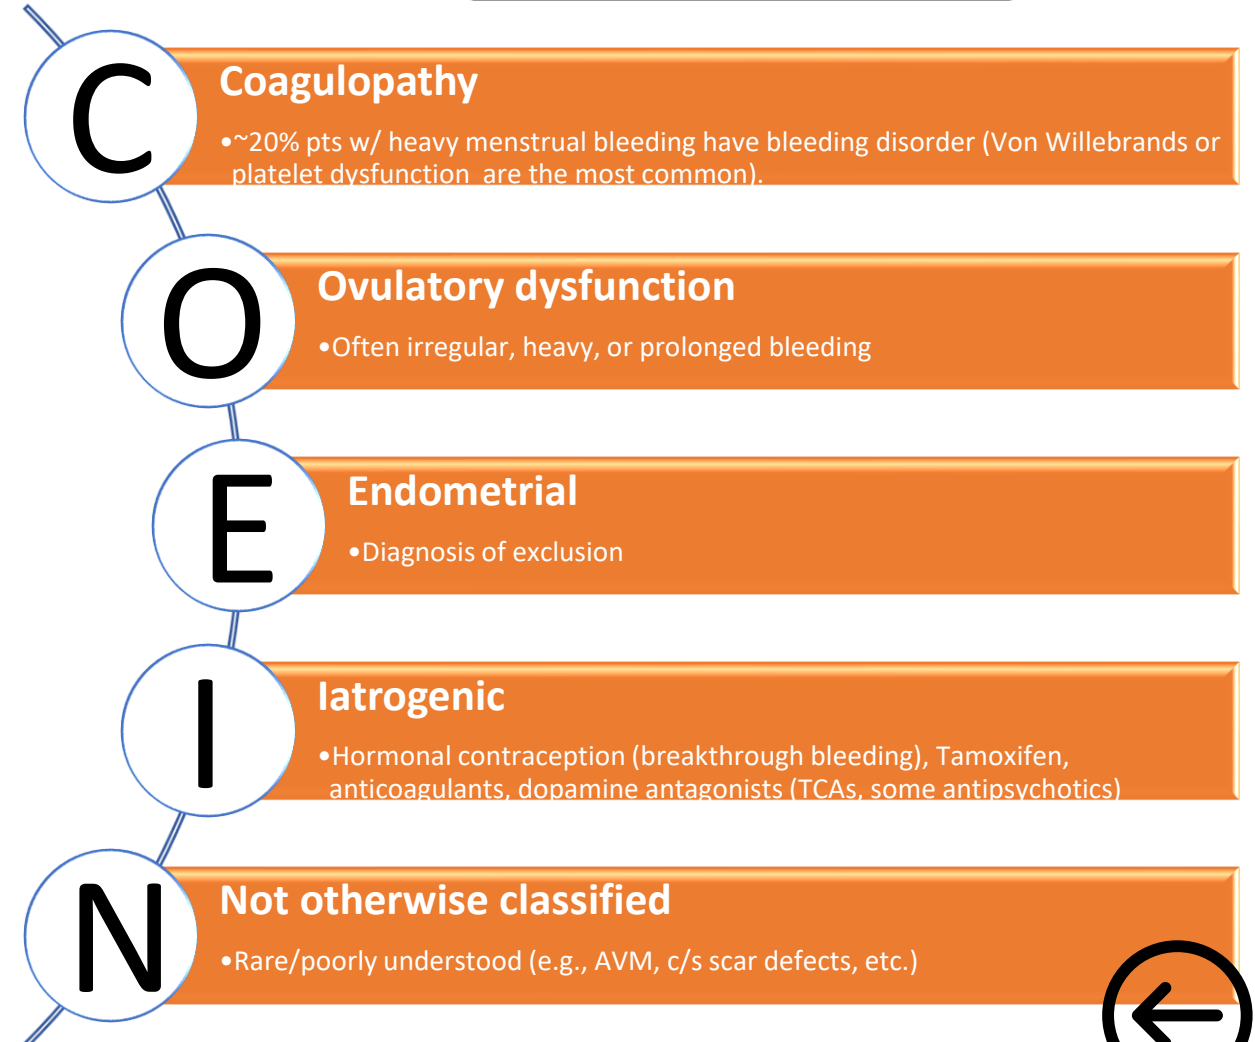 C
Coagulopathy
•~20% pts w/ heavy menstrual bleeding have bleeding disorder (Von Willebrands or
platelet dysfunction are the most common).
O
Ovulatory dysfunction
•Often irregular, heavy, or prolonged bleeding
E
Endometrial
•Diagnosis of exclusion
I
Iatrogenic
•Hormonal contraception (breakthrough bleeding), Tamoxifen,
anticoagulants, dopamine antagonists (TCAs, some antipsychotics)
N
Not otherwise classified
•Rare/poorly understood (e.g., AVM, c/s scar defects, etc.)